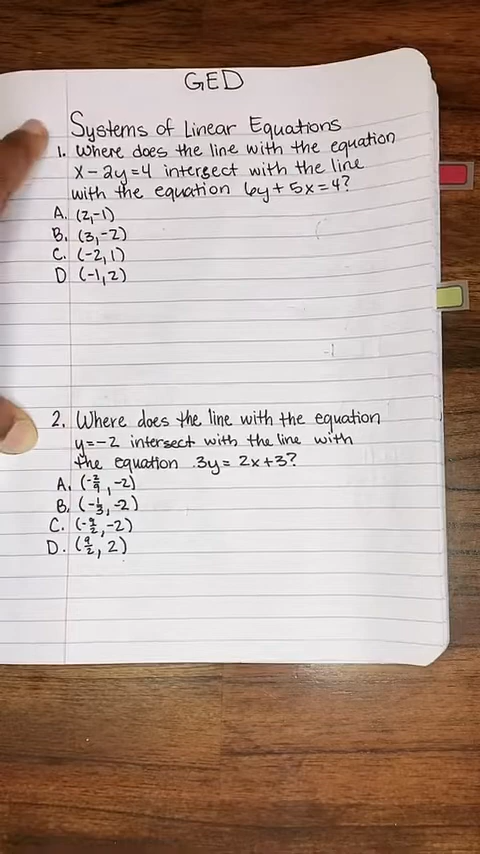 GED
Systems of Linear Equations
1. Where does the line with the equation
x - 2y = 4 intersect with the line
with the equation 6y + 5x = 4?
A. (2,-1)
B. (3,-2)
C. (-2,1)
D (-1,2)
2. Where does the line with the equation
y = -2 intersect with the line with
the equation 3y = 2x + 3?
A. (-2/9, -2)
B. (-1/3, -2)
C. (-9/2, -2)
D. (9/2, 2)